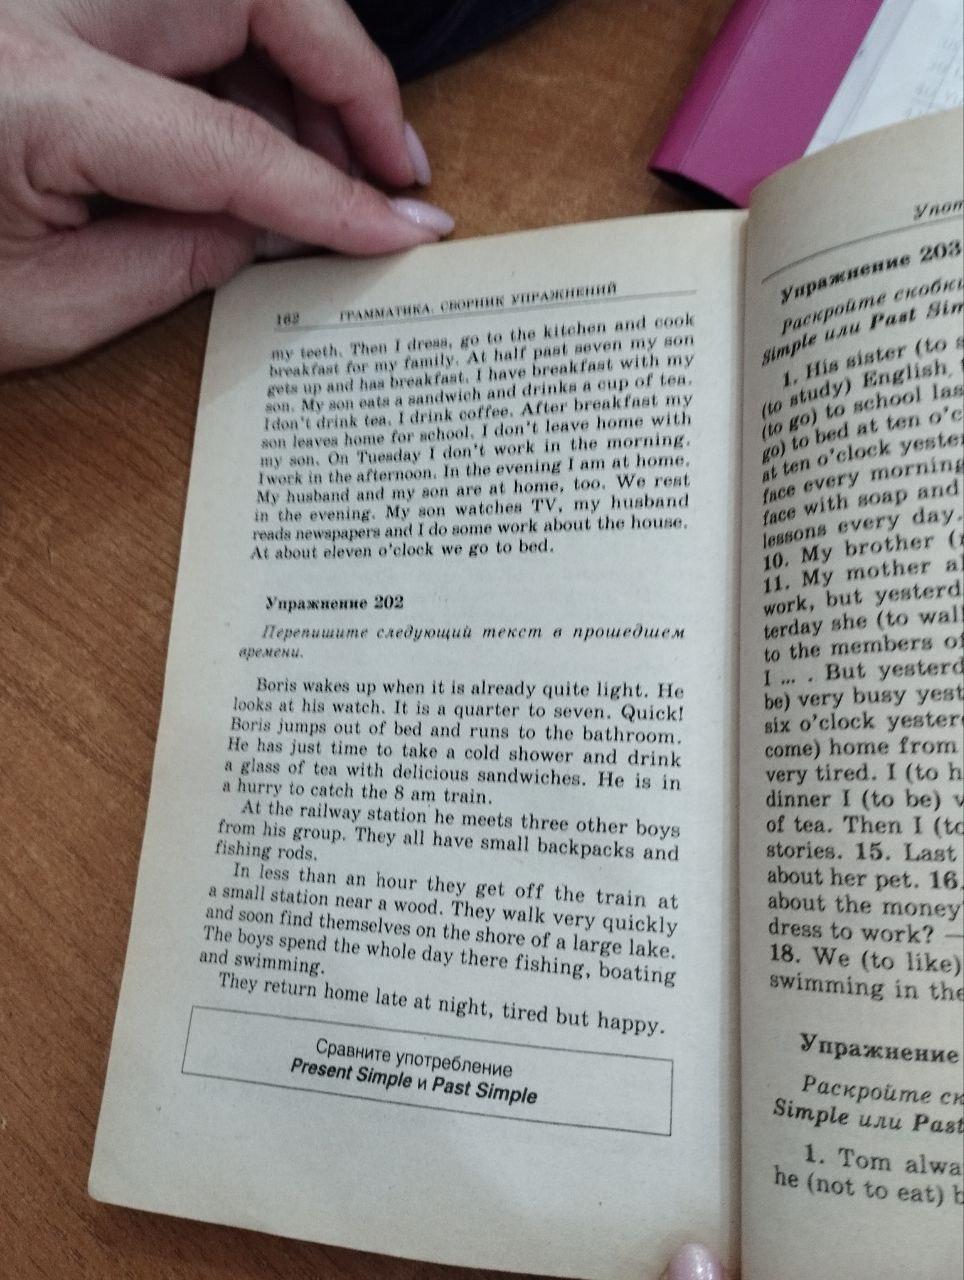 162 ГРАММАТИКА. СБОРНИК УПРАЖНЕНИЙ
my teeth. Then I dress, go to the kitchen and cook
breakfast for my family. At half past seven my son
gets up and has breakfast. I have breakfast with my
son. My son eats a sandwich and drinks a cup of tea.
I don't drink tea. I drink coffee. After breakfast my
son leaves home for school. I don't leave home with
my son. On Tuesday I don't work in the morning.
I work in the afternoon. In the evening I am at home.
My husband and my son are at home, too. We rest
in the evening. My son watches TV, my husband
reads newspapers and I do some work about the house.
At about eleven o'clock we go to bed.
Упражнение 202
Перепишите следующий текст в прошедшем
времени.
Boris wakes up when it is already quite light. He
looks at his watch. It is a quarter to seven. Quick!
Boris jumps out of bed and runs to the bathroom.
He has just time to take a cold shower and drink
a glass of tea with delicious sandwiches. He is in
a hurry to catch the 8 am train.
At the railway station he meets three other boys
from his group. They all have small backpacks and
fishing rods.
In less than an hour they get off the train at
a small station near a wood. They walk very quickly
and soon find themselves on the shore of a large lake.
The boys spend the whole day there fishing, boating
and swimming.
They return home late at night, tired but happy.
Сравните употребление
Present Simple и Past Simple
Упражнение 203
Раскройте
Simple или Past
1. His sister (to
(to study) English,
(to go) to school
go) to bed at ten
at ten o'clock
face every morning
face with soap and
lessons every day.
10. My brother
11. My mother
work, but
she (to
to the members of
I ... . But
be) very busy
six o'clock
come) home from
very tired. I (to
dinner I (to be)
of tea. Then I
stories. 15. Last
about her pet. 16.
about the money
dress to work? —
18. We (to like)
swimming in the
Упражнение
Раскройте
Simple или Past
1. Tom
he (not to eat)